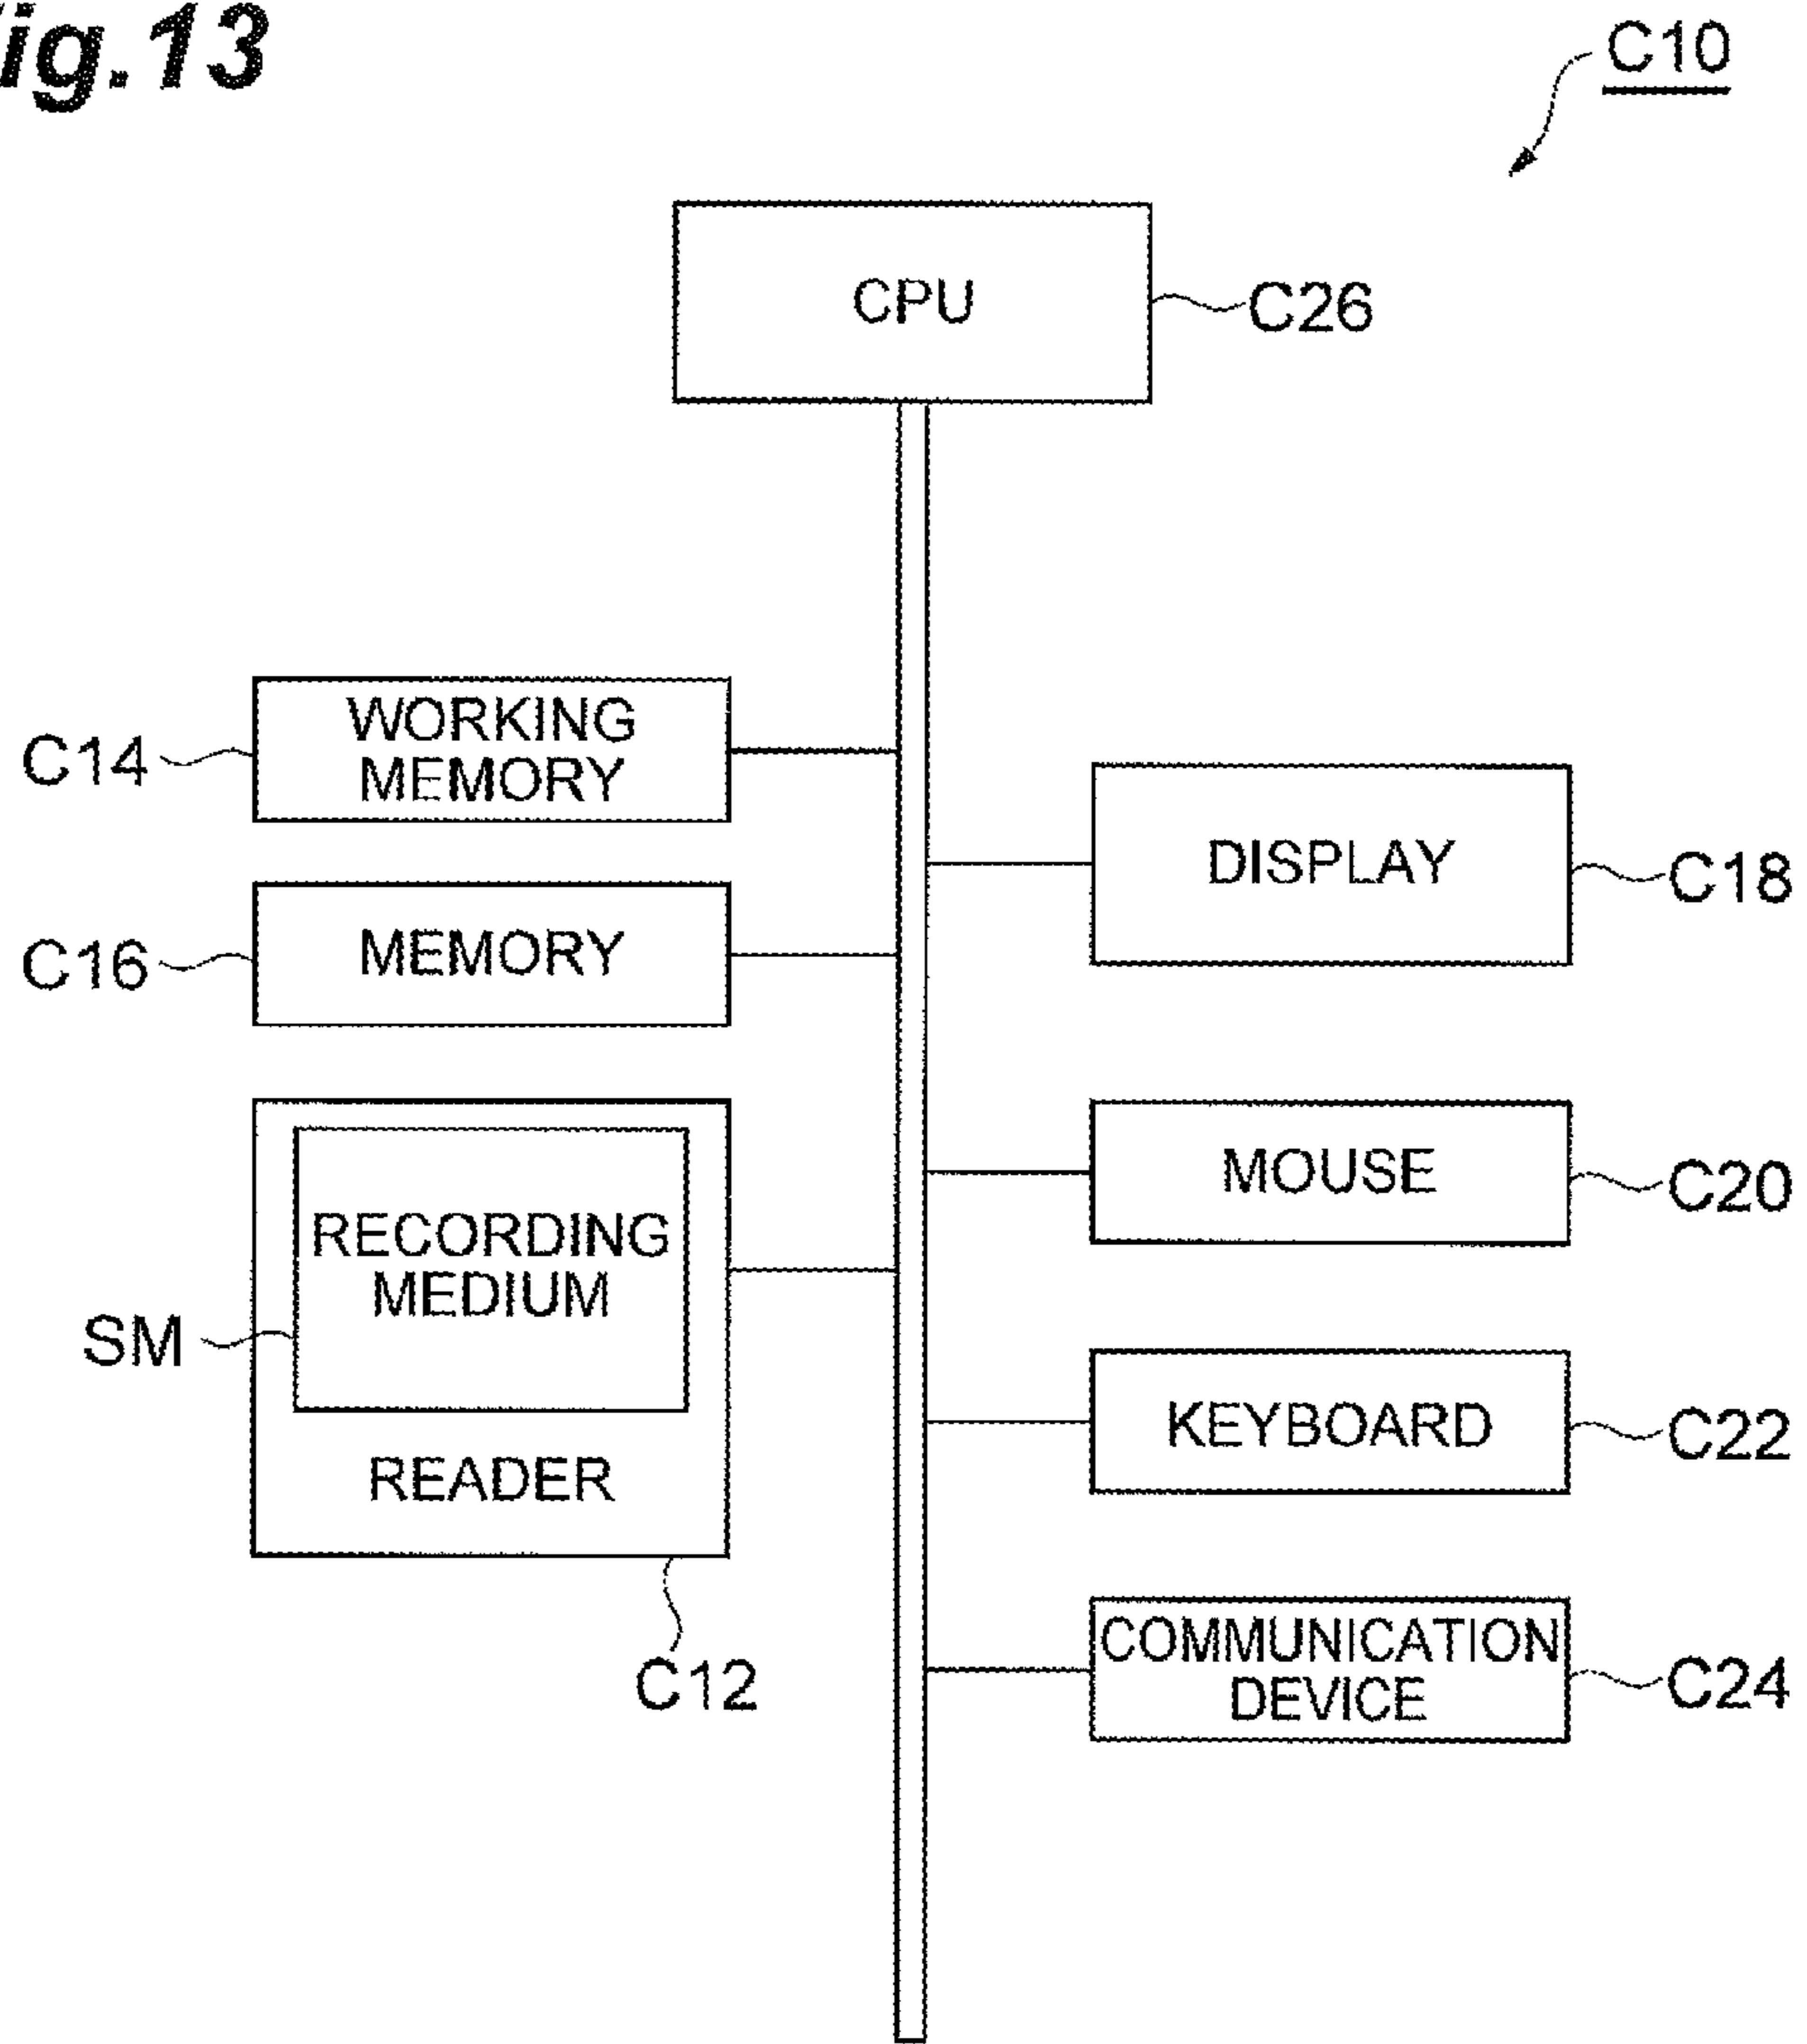 ig.13
C10
CPU
C26
WORKING
MEMORY
C14
DISPLAY
C18
MEMORY
C16
MOUSE
C20
RECORDING
MEDIUM
SM
READER
C12
KEYBOARD
C22
COMMUNICATION
DEVICE
C24